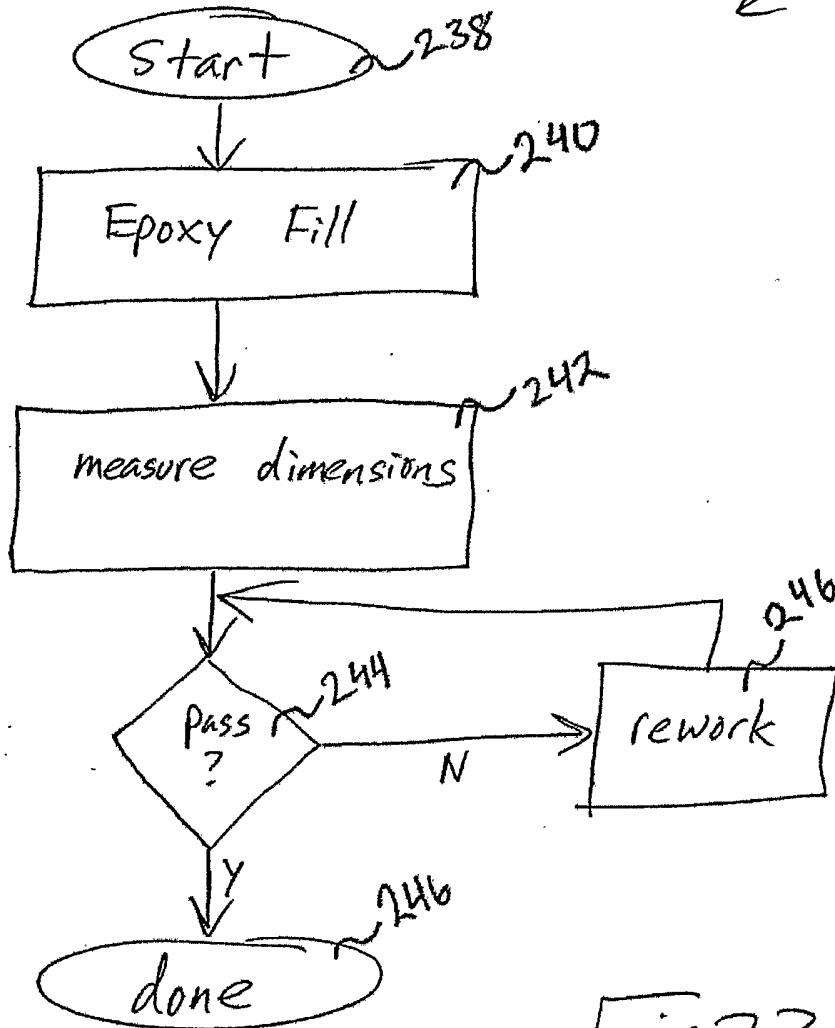 Start
238
240
Epoxy Fill
242
measure dimensions
244
Pass
?
N
246
rework
Y
246
done